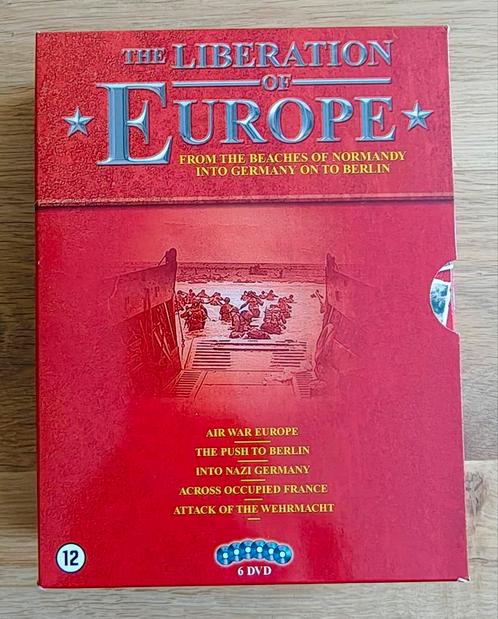 THE LIBERATION
OF
EUROPE
FROM THE BEACHES OF NORMANDY
INTO GERMANY ON TO BERLIN
AIR WAR EUROPE
THE PUSH TO BERLIN
INTO NAZI GERMANY
ACROSS OCCUPIED FRANCE
ATTACK OF THE WEHRMACHT
12
6 DVD